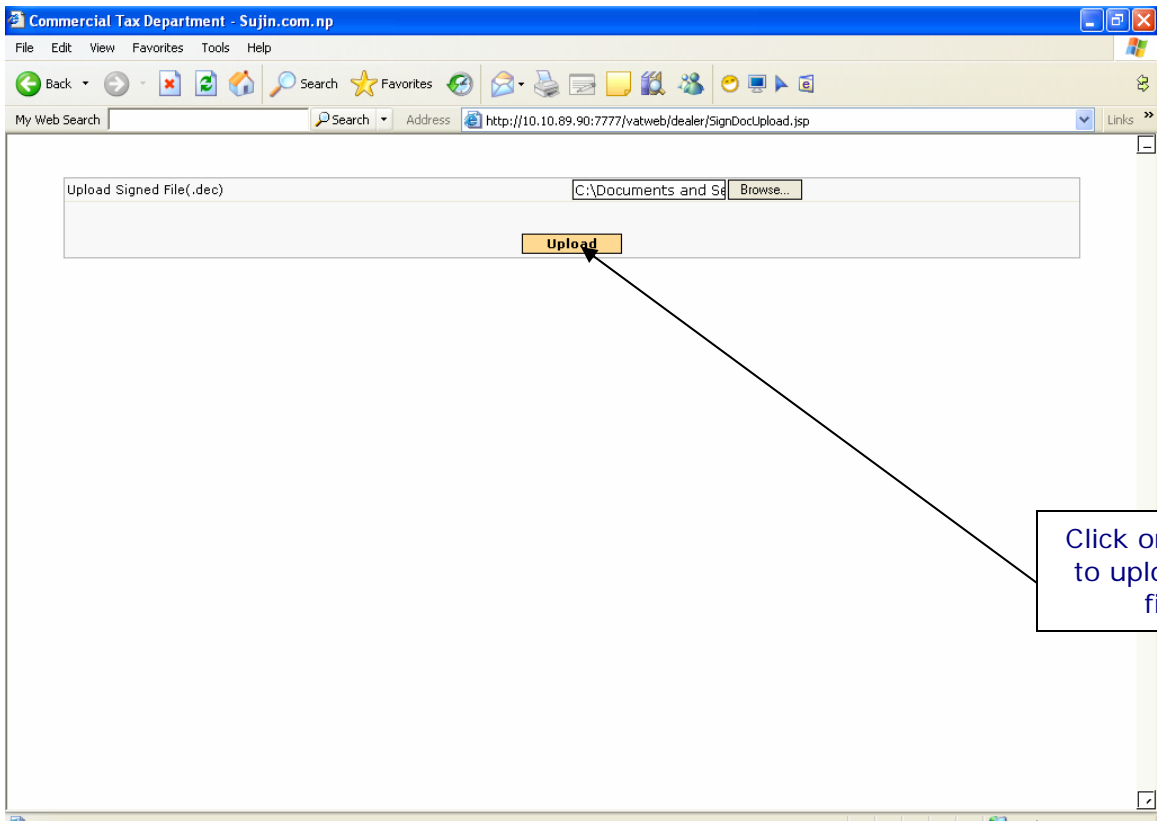 Commercial Tax Department - Sujin.com.np
File Edit View Favorites Tools Help
Back Search Favorites
My Web Search Search Address http://10.10.89.90:7777/vatweb/dealer/SignDocUpload.jsp Links »
Upload Signed File(.dec) C:\Documents and Se Browse...
Upload
Click
to